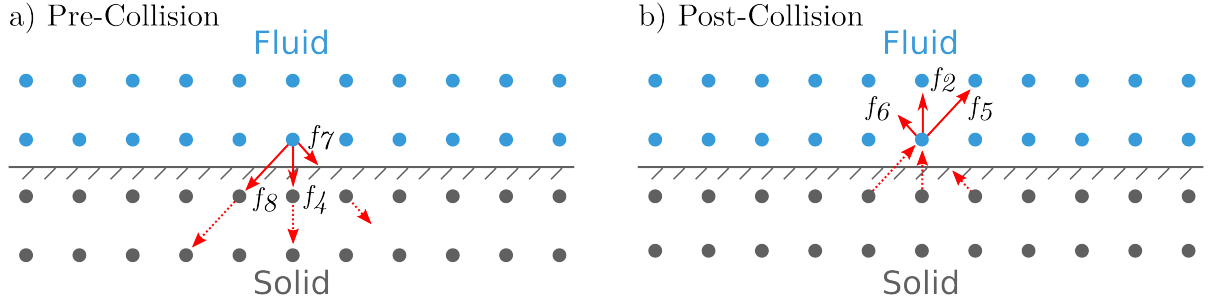 a) Pre-Collision
Fluid
f7
f8
f4
Solid
b) Post-Collision
Fluid
f2
f6
f5
Solid